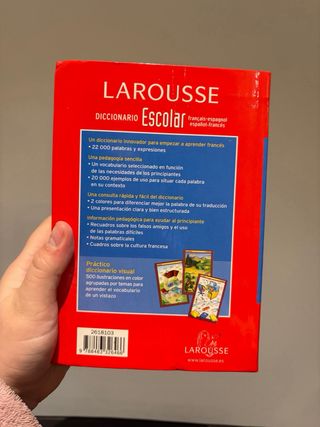 LAROUSSE
DICCIONARIO Escolar français-espagnol
español-francés
Un diccionario innovador para empezar a aprender francés
• 22 000 palabras y expresiones
Una pedagogía sencilla
• Un vocabulario seleccionado en función
de las necesidades de los principiantes
• 20 000 ejemplos de uso para situar cada palabra
en su contexto
Una consulta rápida y fácil del diccionario
• 2 colores para diferenciar mejor la palabra de su traducción
• Una presentación clara y bien estructurada
Información pedagógica para ayudar al principiante
• Recuadros sobre los falsos amigos y el uso
de las palabras difíciles
• Notas gramaticales
• Cuadros sobre la cultura francesa
Práctico
diccionario visual
500 ilustraciones en color
agrupadas por temas para
aprender el vocabulario
de un vistazo
2618103
LAROUSSE
www.larousse.es